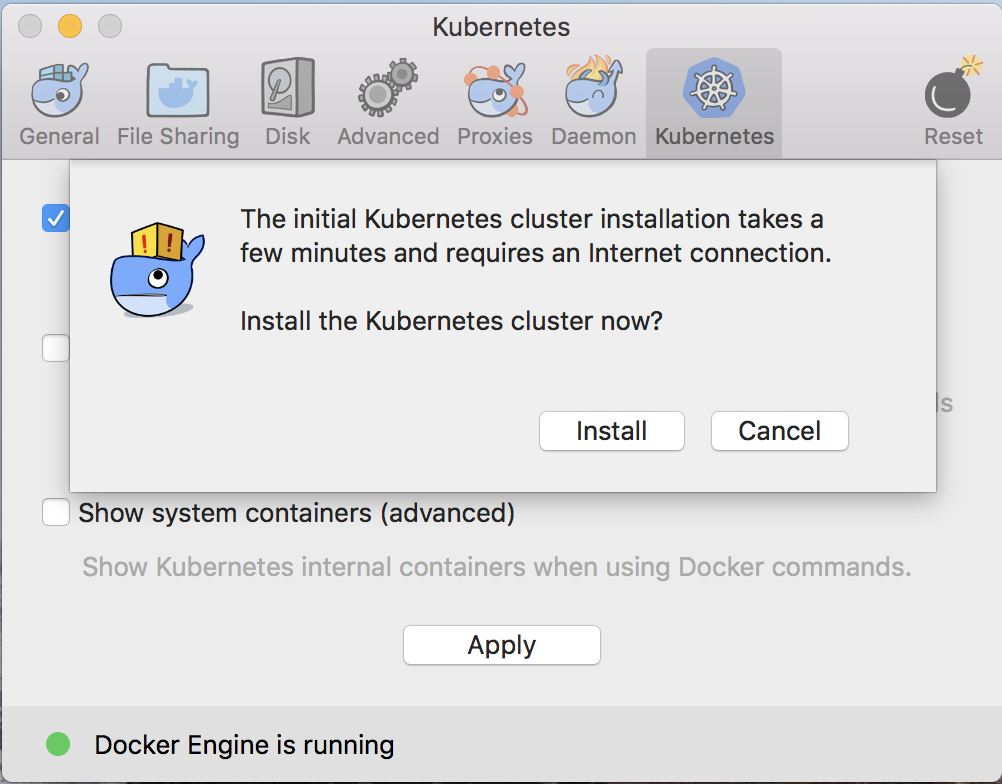 Kubernetes
General
File Sharing
Disk
Advanced
Proxies
Daemon
Kubernetes
Reset
The initial Kubernetes cluster installation takes a
few minutes and requires an Internet connection.
Install the Kubernetes cluster now?
Install
Cancel
Show system containers (advanced)
Show Kubernetes internal containers when using Docker commands.
Apply
Docker Engine is running